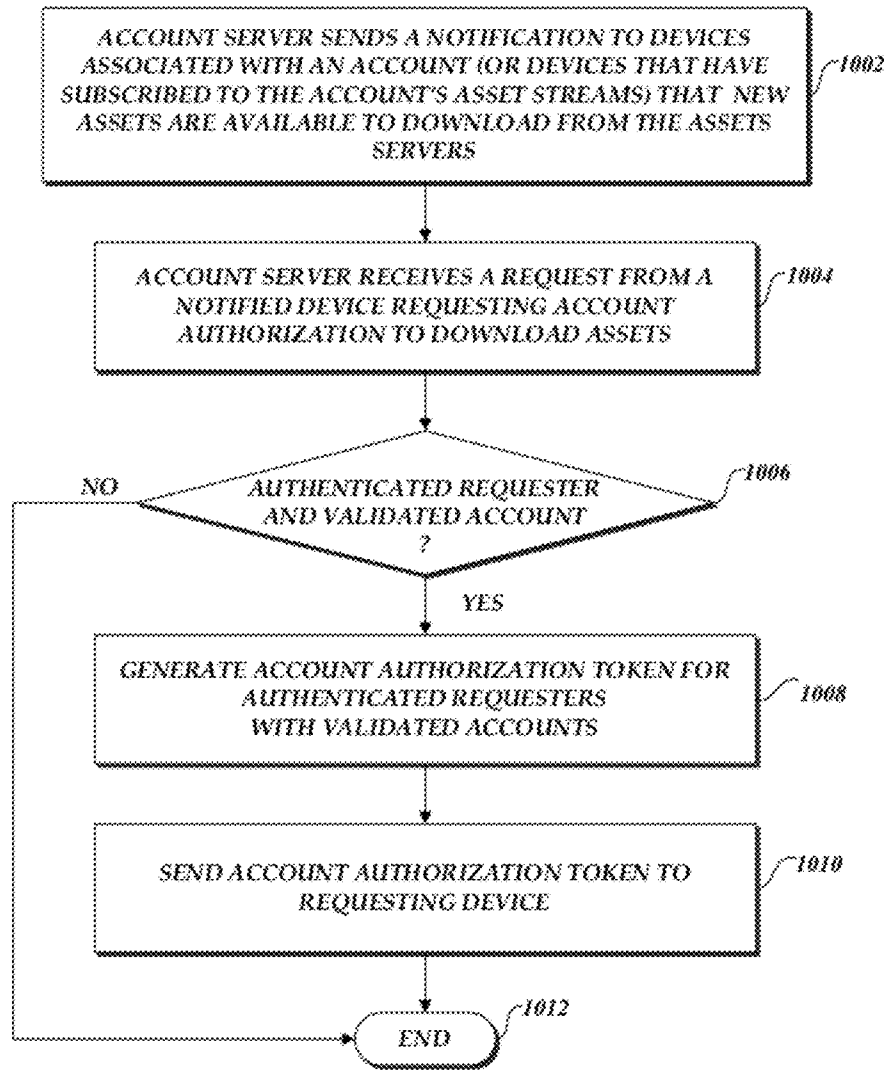 ACCOUNT SERVER SENDS A NOTIFICATION TO DEVICES
ASSOCIATED WITH AN ACCOUNT (OR DEVICES THAT HAVE
SUBSCRIBED TO THE ACCOUNT'S ASSET STREAMS) THAT NEW
ASSETS ARE AVAILABLE TO DOWNLOAD FROM THE ASSETS
SERVERS
1002
ACCOUNT SERVER RECEIVES A REQUEST FROM A
NOTIFIED DEVICE REQUESTING ACCOUNT
AUTHORIZATION TO DOWNLOAD ASSETS
1004
NO
AUTHENTICATED REQUESTER
AND VALIDATED ACCOUNT
?
1006
YES
GENERATE ACCOUNT AUTHORIZATION TOKEN FOR
AUTHENTICATED REQUESTERS
WITH VALIDATED ACCOUNTS
1008
SEND ACCOUNT AUTHORIZATION TOKEN TO
REQUESTING DEVICE
1010
END
1012